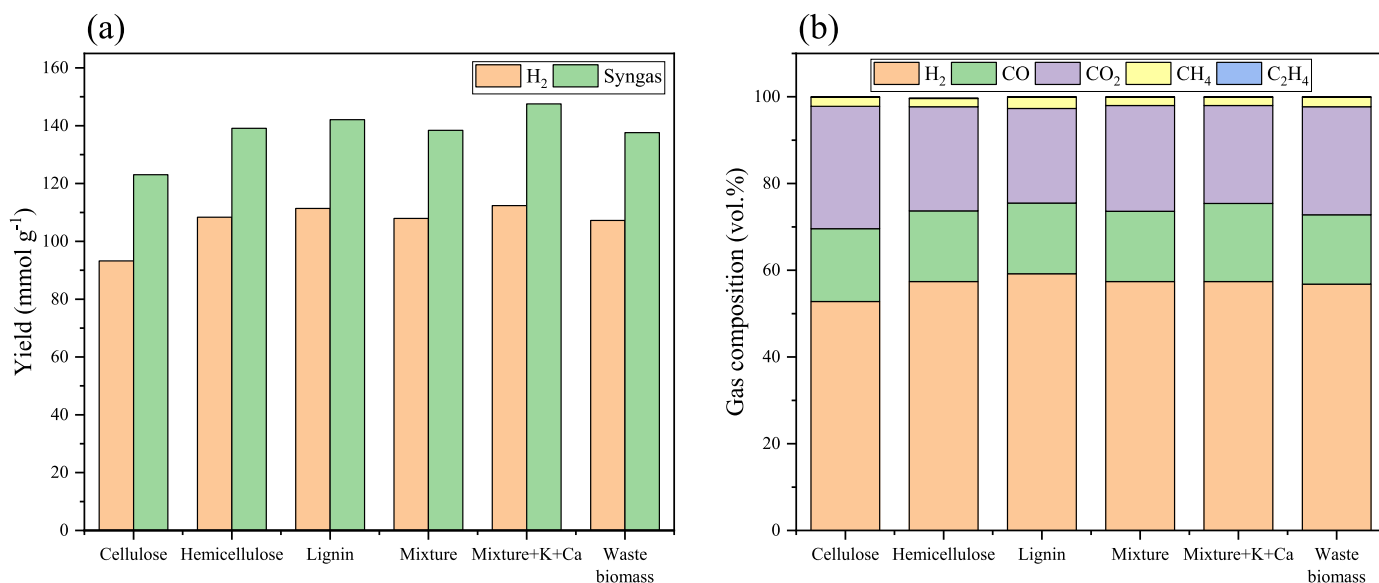 (a)
H₂ Syngas
Yield (mmol g⁻¹)
160
140
120
100
80
60
40
20
0
Cellulose Hemicellulose Lignin Mixture Mixture+K+Ca Waste
biomass
(b)
H₂ CO CO₂ CH₄ C₂H₄
Gas composition (vol.%)
100
80
60
40
20
0
Cellulose Hemicellulose Lignin Mixture Mixture+K+Ca Waste
biomass